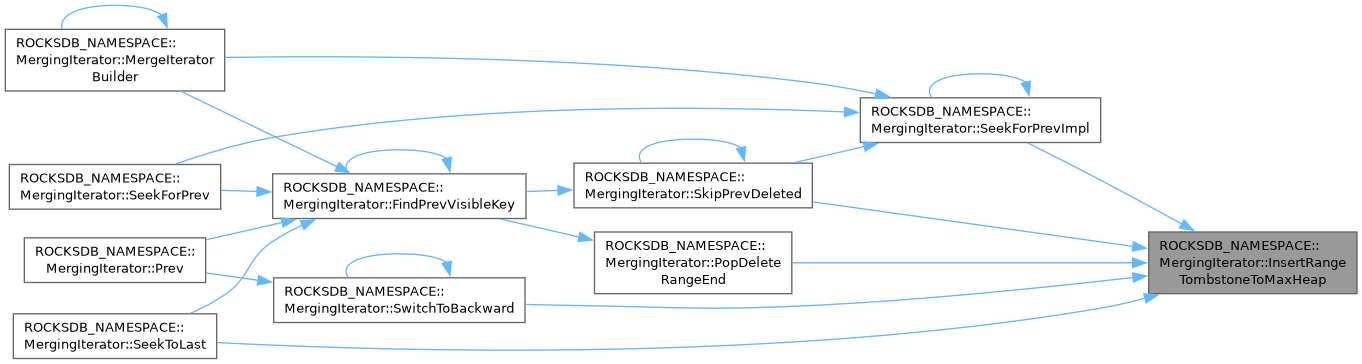 ROCKSDB_NAMESPACE::
MergingIterator::MergeIterator
Builder
ROCKSDB_NAMESPACE::
MergingIterator::SeekForPrevImpl
ROCKSDB_NAMESPACE::
MergingIterator::SeekForPrev
ROCKSDB_NAMESPACE::
MergingIterator::FindPrevVisibleKey
ROCKSDB_NAMESPACE::
MergingIterator::SkipPrevDeleted
ROCKSDB_NAMESPACE::
MergingIterator::Prev
ROCKSDB_NAMESPACE::
MergingIterator::PopDelete
RangeEnd
ROCKSDB_NAMESPACE::
MergingIterator::InsertRange
TombstoneToMaxHeap
ROCKSDB_NAMESPACE::
MergingIterator::SwitchToBackward
ROCKSDB_NAMESPACE::
MergingIterator::SeekToLast